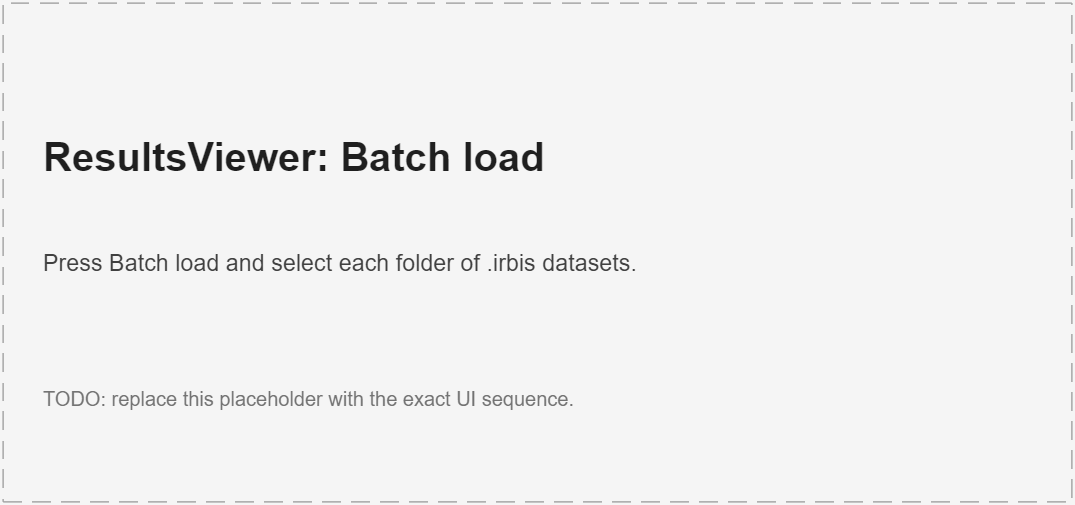 ResultsViewer: Batch load
Press Batch load and select each folder of .irbis datasets.
TODO: replace this placeholder with the exact UI sequence.